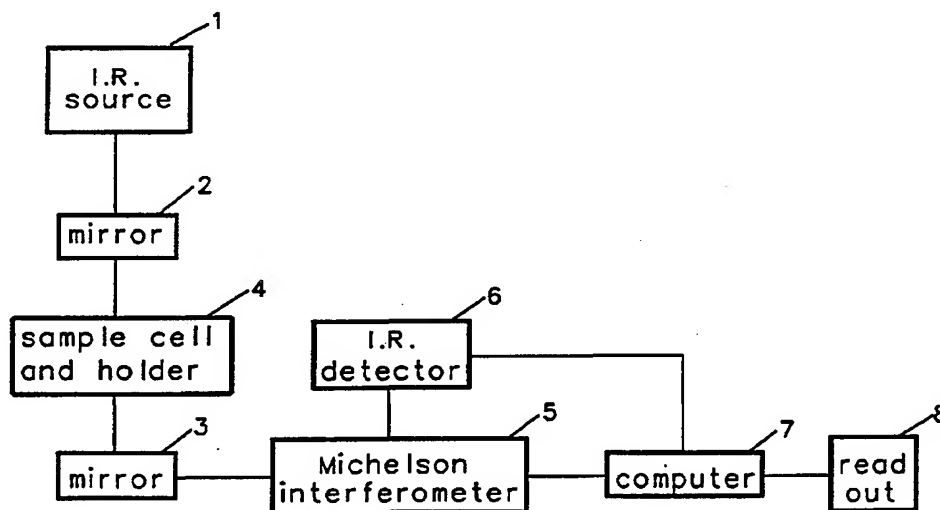 1
I.R.
source
2
mirror
4
sample cell
and holder
3
mirror
6
I.R.
detector
5
Michelson
interferometer
7
computer
8
read
out